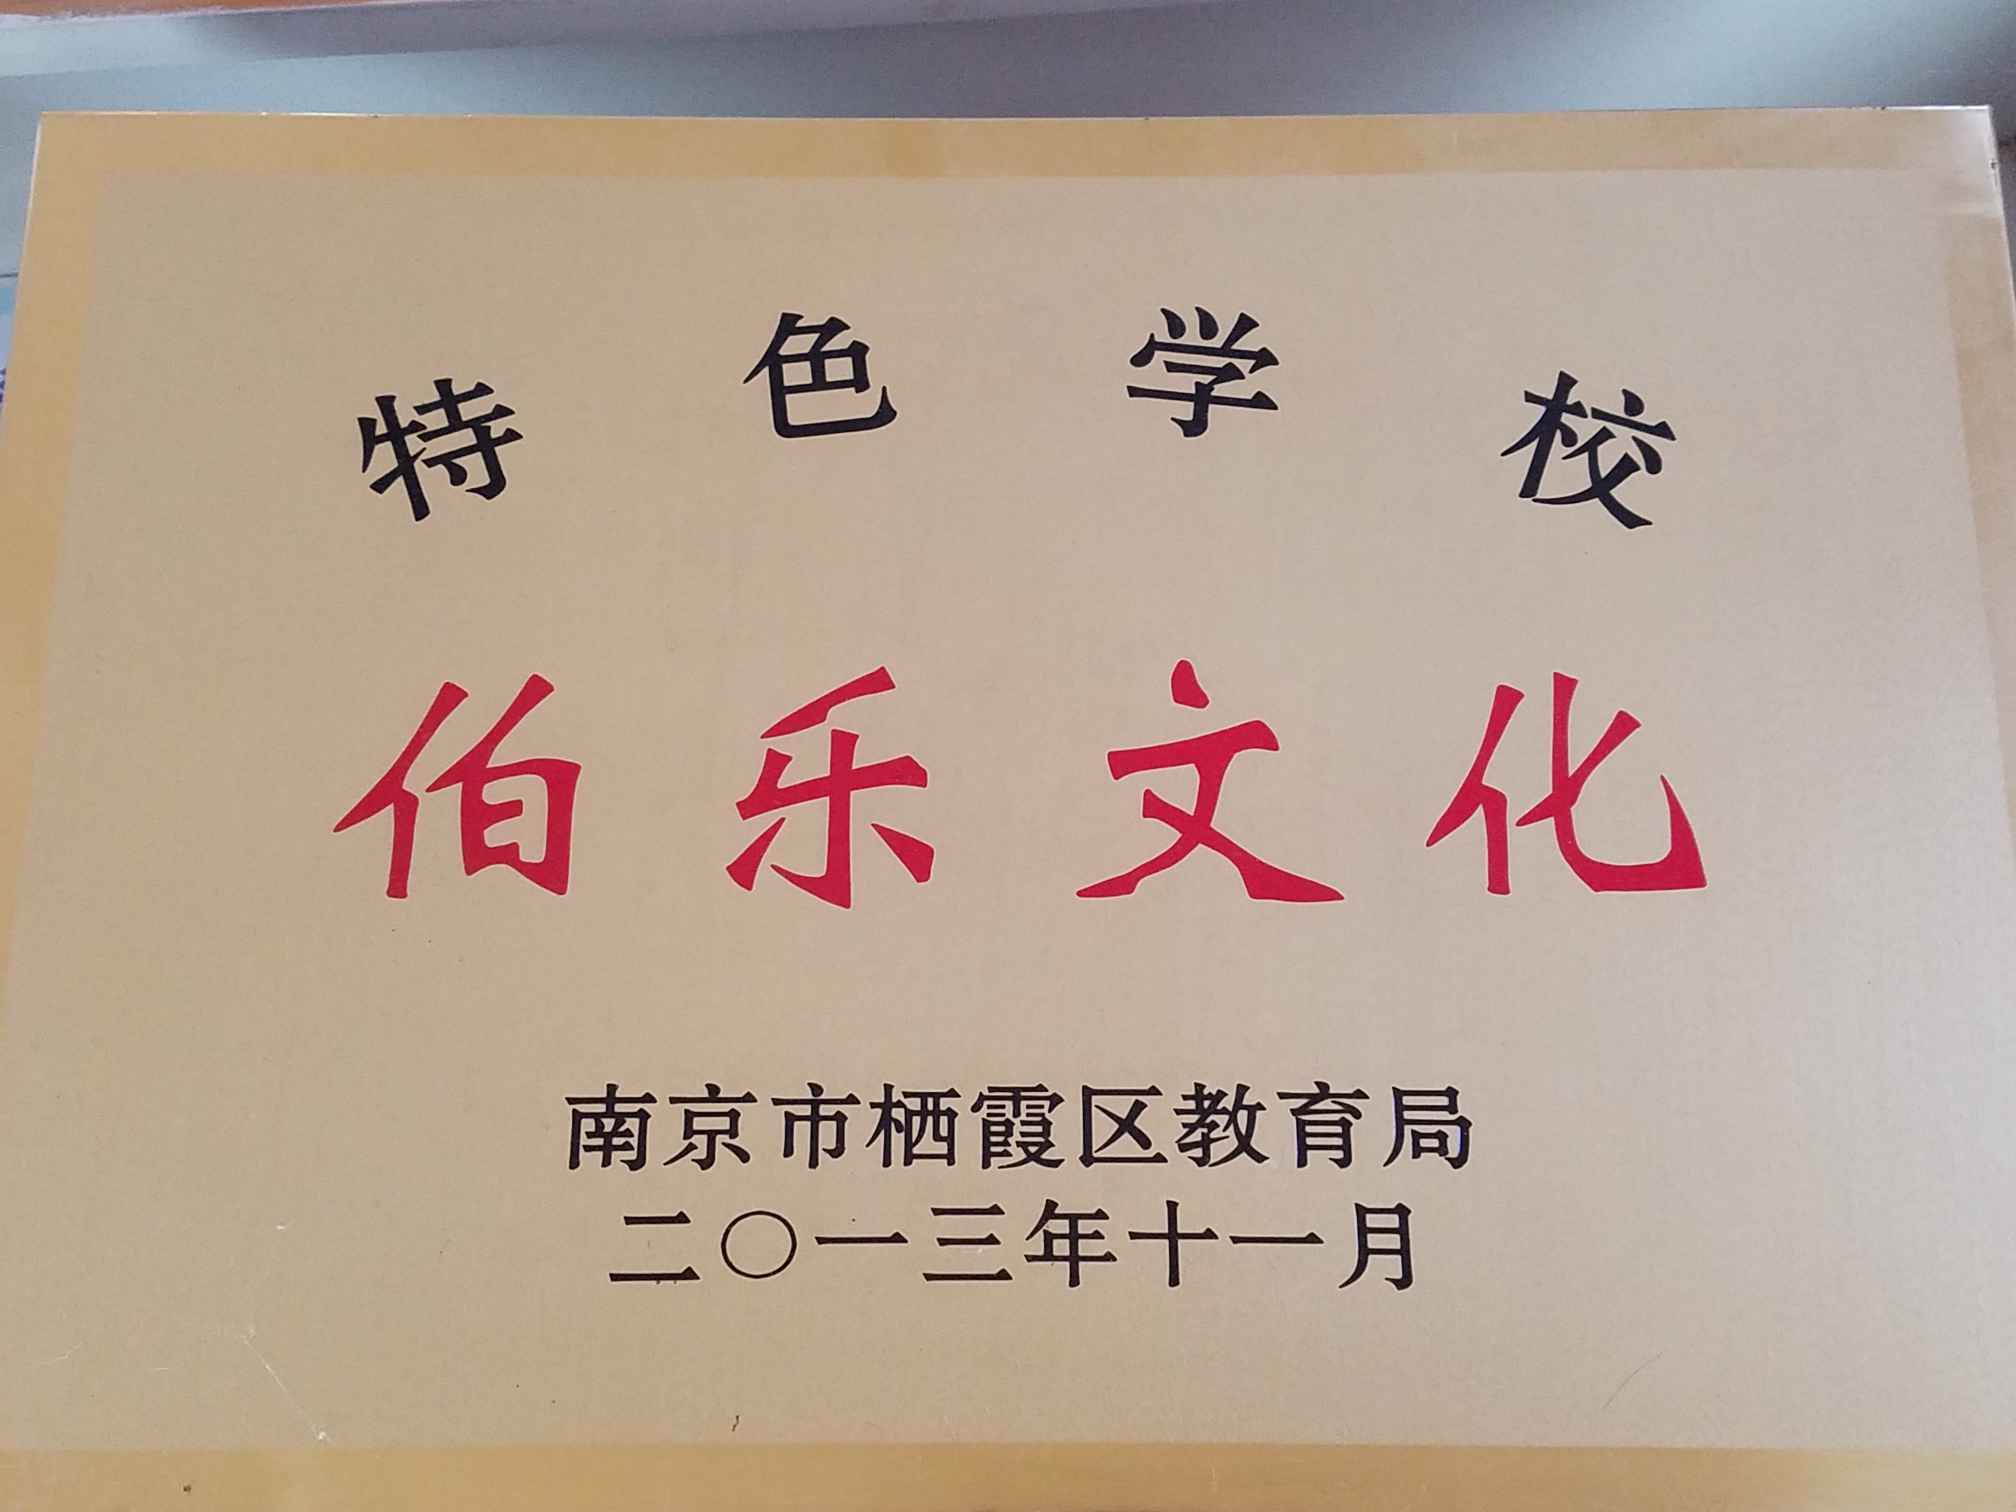 特色学校
伯乐文化
南京市栖霞区教育局
二〇一三年十一月